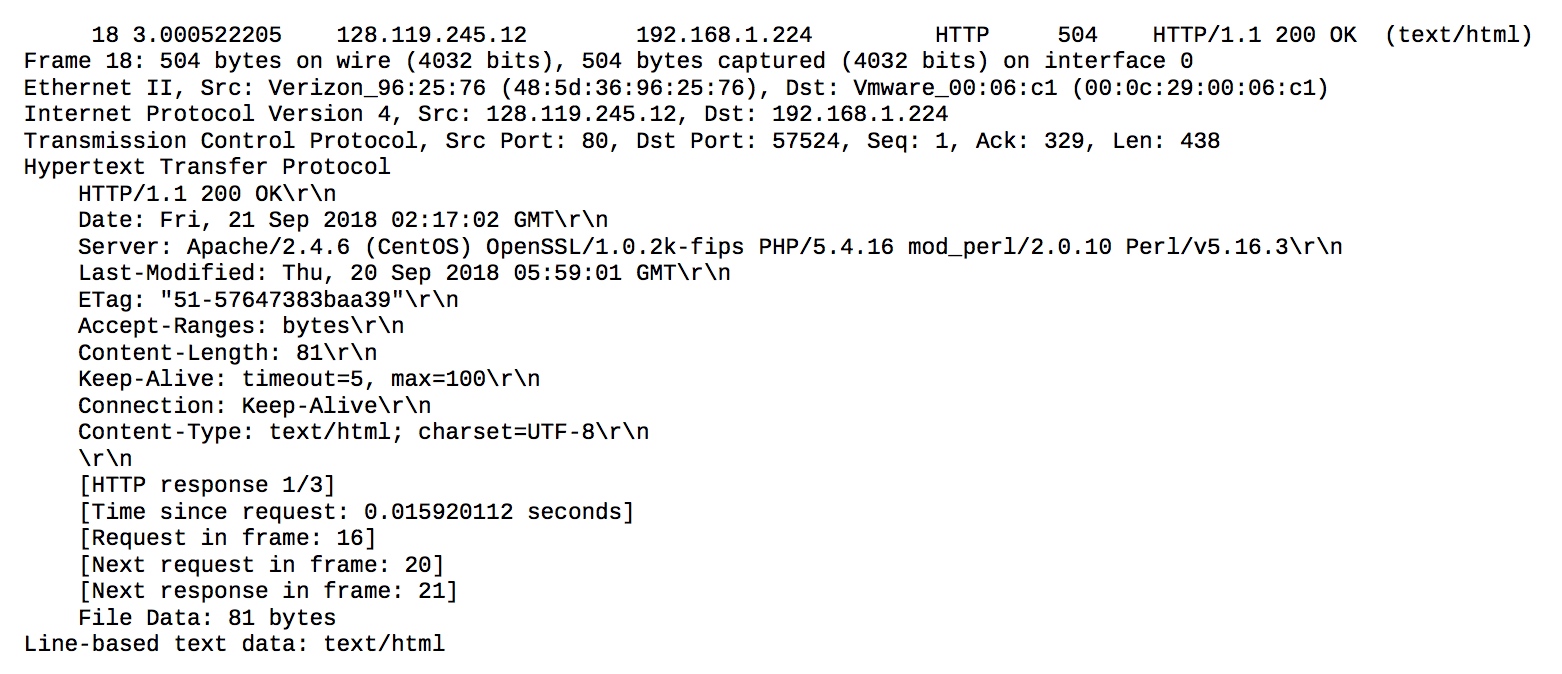 18 3.000522205    128.119.245.12        192.168.1.224         HTTP     504    HTTP/1.1 200 OK  (text/html)
Frame 18: 504 bytes on wire (4032 bits), 504 bytes captured (4032 bits) on interface 0
Ethernet II, Src: Verizon_96:25:76 (48:5d:36:96:25:76), Dst: Vmware_00:06:c1 (00:0c:29:00:06:c1)
Internet Protocol Version 4, Src: 128.119.245.12, Dst: 192.168.1.224
Transmission Control Protocol, Src Port: 80, Dst Port: 57524, Seq: 1, Ack: 329, Len: 438
Hypertext Transfer Protocol
    HTTP/1.1 200 OK\r\n
    Date: Fri, 21 Sep 2018 02:17:02 GMT\r\n
    Server: Apache/2.4.6 (CentOS) OpenSSL/1.0.2k-fips PHP/5.4.16 mod_perl/2.0.10 Perl/v5.16.3\r\n
    Last-Modified: Thu, 20 Sep 2018 05:59:01 GMT\r\n
    ETag: "51-57647383baa39"\r\n
    Accept-Ranges: bytes\r\n
    Content-Length: 81\r\n
    Keep-Alive: timeout=5, max=100\r\n
    Connection: Keep-Alive\r\n
    Content-Type: text/html; charset=UTF-8\r\n
    \r\n
    [HTTP response 1/3]
    [Time since request: 0.015920112 seconds]
    [Request in frame: 16]
    [Next request in frame: 20]
    [Next response in frame: 21]
    File Data: 81 bytes
Line-based text data: text/html